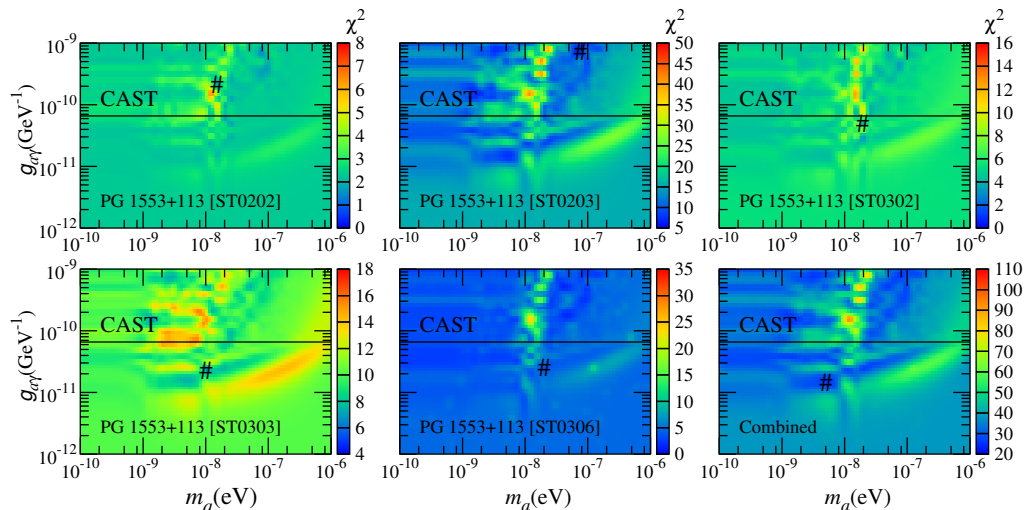 χ² χ² χ²
10⁻⁹ 8 50 16
7 45 14
6 40 12
# # #
10⁻¹⁰ CAST 5 CAST 35 CAST 10
4 30 8
3 25 6
10⁻¹¹ 2 20 4
g_aγ(GeV⁻¹) PG 1553+113 [ST0202] 1 PG 1553+113 [ST0203] 15 PG 1553+113 [ST0302] 2
10⁻¹² 0 10 0
5
10⁻¹⁰ 10⁻⁹ 10⁻⁸ 10⁻⁷ 10⁻⁶ 10⁻¹⁰ 10⁻⁹ 10⁻⁸ 10⁻⁷ 10⁻⁶ 10⁻¹⁰ 10⁻⁹ 10⁻⁸ 10⁻⁷ 10⁻⁶
χ² χ² χ²
10⁻⁹ 18 35 110
16 30 100
14 25 90
10⁻¹⁰ CAST 12 CAST 20 CAST 80
# # #
10 15 70
10⁻¹¹ 8 10 60
g_aγ(GeV⁻¹) PG 1553+113 [ST0303] 6 PG 1553+113 [ST0306] 5 Combined 50
10⁻¹² 4 0 40
30
20
10⁻¹⁰ 10⁻⁹ 10⁻⁸ 10⁻⁷ 10⁻⁶ 10⁻¹⁰ 10⁻⁹ 10⁻⁸ 10⁻⁷ 10⁻⁶ 10⁻¹⁰ 10⁻⁹ 10⁻⁸ 10⁻⁷ 10⁻⁶
m_a(eV) m_a(eV) m_a(eV)